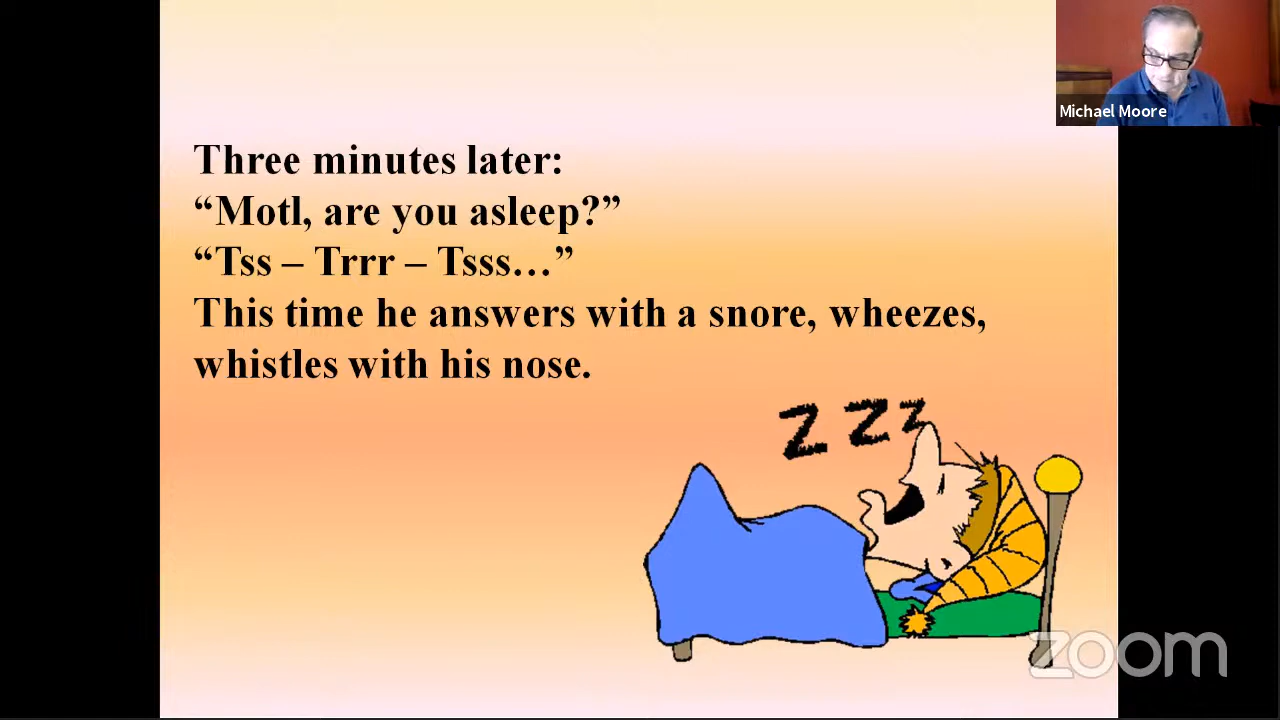 Michael Moore
Three minutes later:
“Motl, are you asleep?”
“Tss – Trrr – Tsss…”
This time he answers with a snore, wheezes,
whistles with his nose.
Z Z Z
zoom